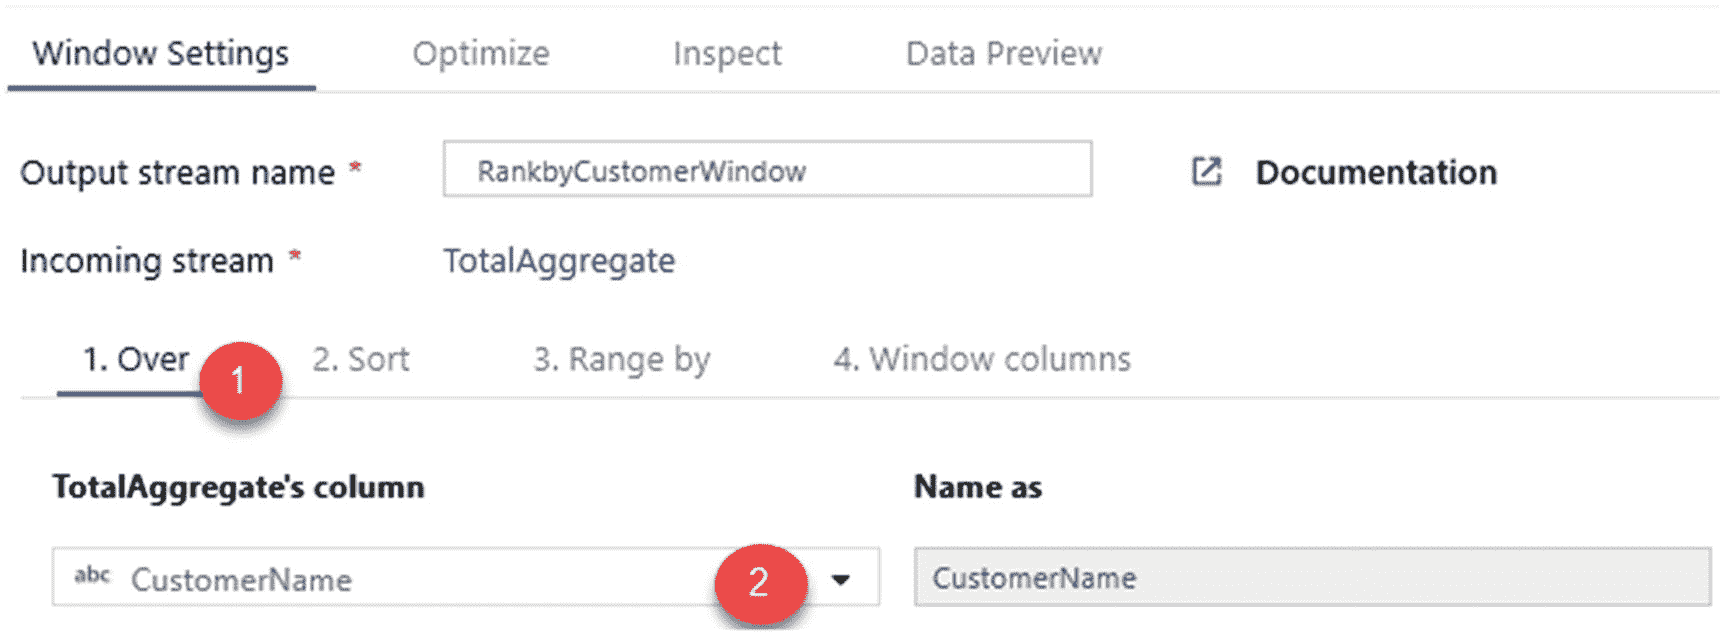 Window Settings Optimize Inspect Data Preview
Output stream name * RankbyCustomerWindow Documentation
Incoming stream * TotalAggregate
1. Over 1 2. Sort 3. Range by 4. Window columns
TotalAggregate's column Name as
abc CustomerName 2 CustomerName